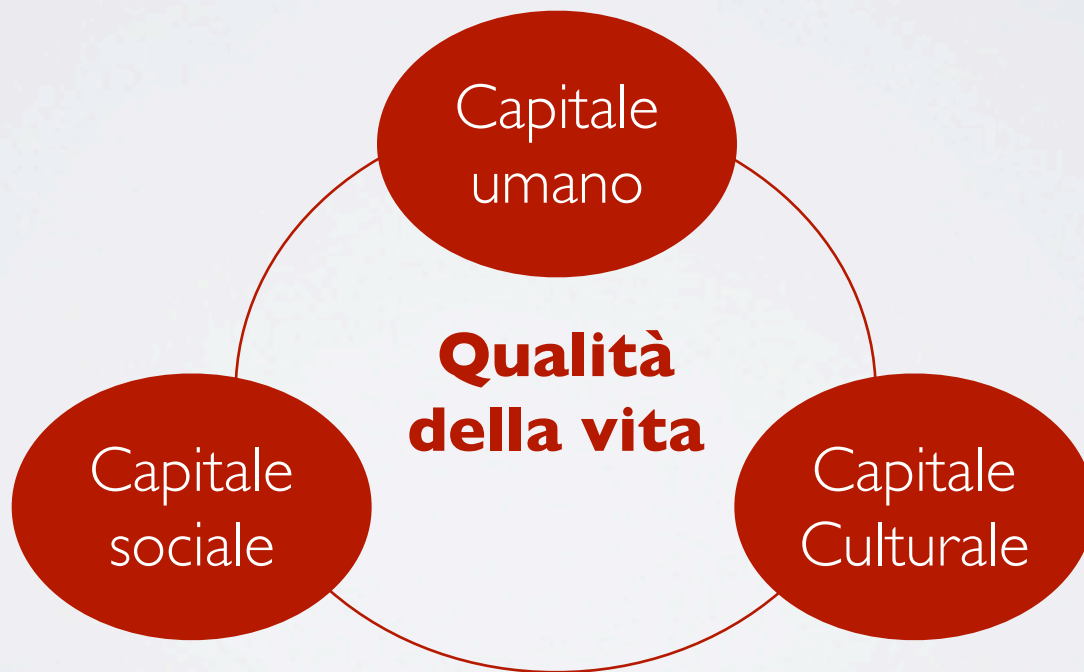 Capitale
umano
Qualità
della vita
Capitale
sociale
Capitale
Culturale